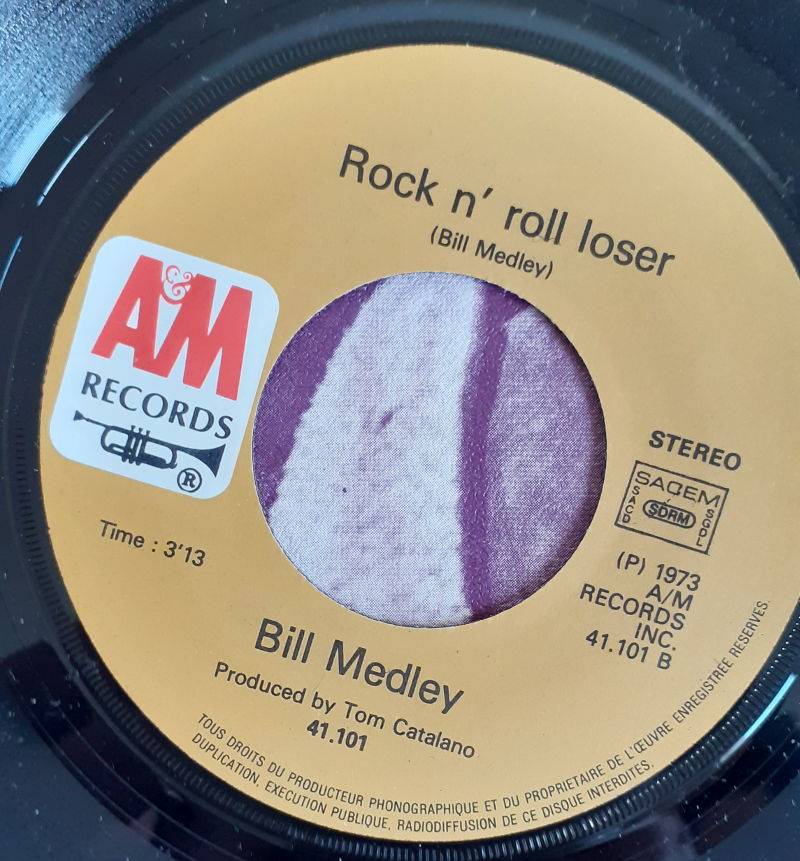 Rock n' roll loser
(Bill Medley)
A&M
RECORDS
®
STEREO
SACEM
SACD
SDRM
SGDL
Time : 3'13
(P) 1973
A/M
RECORDS
INC.
41.101 B
Bill Medley
Produced by Tom Catalano
41.101
TOUS DROITS DU PRODUCTEUR PHONOGRAPHIQUE ET DU PROPRIETAIRE DE L'ŒUVRE ENREGISTREE RESERVES.
DUPLICATION, EXECUTION PUBLIQUE, RADIODIFFUSION DE CE DISQUE INTERDITES.